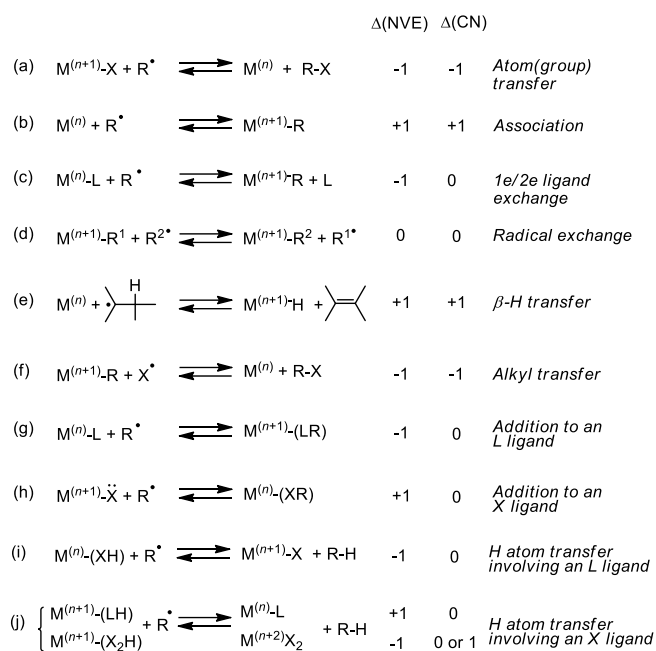 Δ(NVE) Δ(CN)
(a) M⁽ⁿ⁺¹⁾-X + R• ⇌ M⁽ⁿ⁾ + R-X -1 -1 Atom(group)
transfer
(b) M⁽ⁿ⁾ + R• ⇌ M⁽ⁿ⁺¹⁾-R +1 +1 Association
(c) M⁽ⁿ⁾-L + R• ⇌ M⁽ⁿ⁺¹⁾-R + L -1 0 1e/2e ligand
exchange
(d) M⁽ⁿ⁺¹⁾-R¹ + R²• ⇌ M⁽ⁿ⁺¹⁾-R² + R¹• 0 0 Radical exchange
H
(e) M⁽ⁿ⁾ + • ⇌ M⁽ⁿ⁺¹⁾-H + +1 +1 β-H transfer
(f) M⁽ⁿ⁺¹⁾-R + X• ⇌ M⁽ⁿ⁾ + R-X -1 -1 Alkyl transfer
(g) M⁽ⁿ⁾-L + R• ⇌ M⁽ⁿ⁺¹⁾-(LR) -1 0 Addition to an
L ligand
(h) M⁽ⁿ⁺¹⁾-Ẍ + R• ⇌ M⁽ⁿ⁾-(XR) +1 0 Addition to an
X ligand
(i) M⁽ⁿ⁾-(XH) + R• ⇌ M⁽ⁿ⁺¹⁾-X + R-H -1 0 H atom transfer
involving an L ligand
M⁽ⁿ⁺¹⁾-(LH) M⁽ⁿ⁾-L +1 0
(j) { + R• ⇌ + R-H H atom transfer
M⁽ⁿ⁺¹⁾-(X₂H) M⁽ⁿ⁺²⁾X₂ -1 0 or 1 involving an X ligand